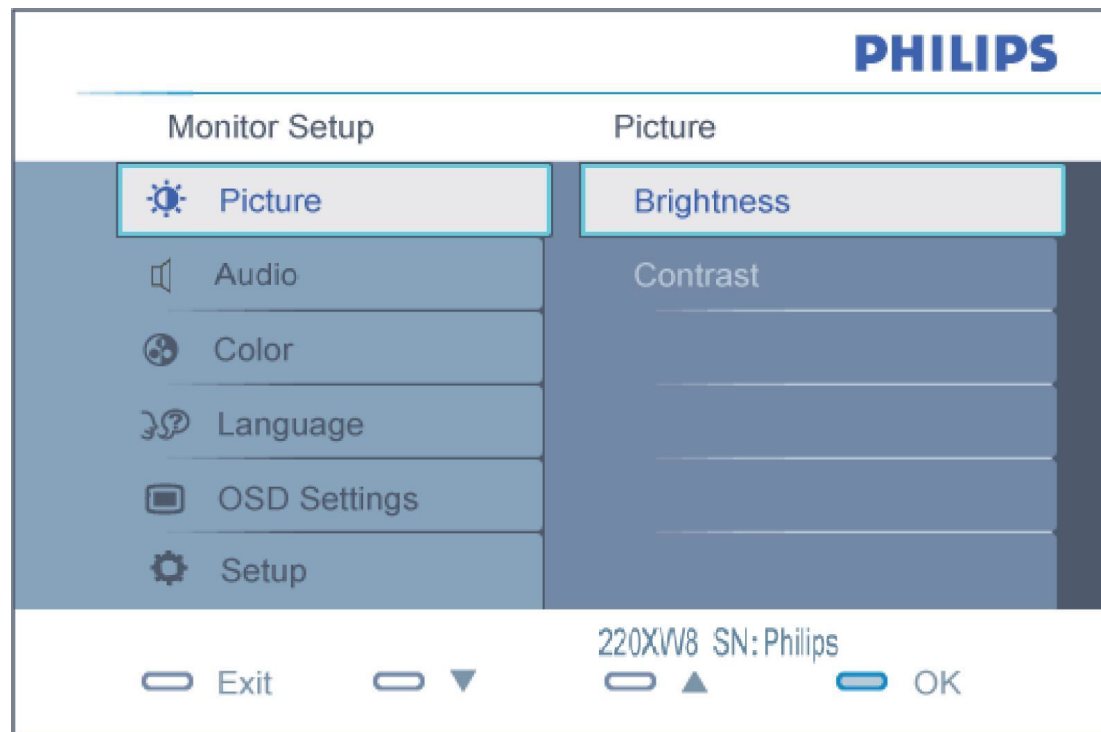 PHILIPS
Monitor Setup Picture
Picture Brightness
Audio Contrast
Color
Language
OSD Settings
Setup
220XW8 SN: Philips
Exit ▼ ▲ OK